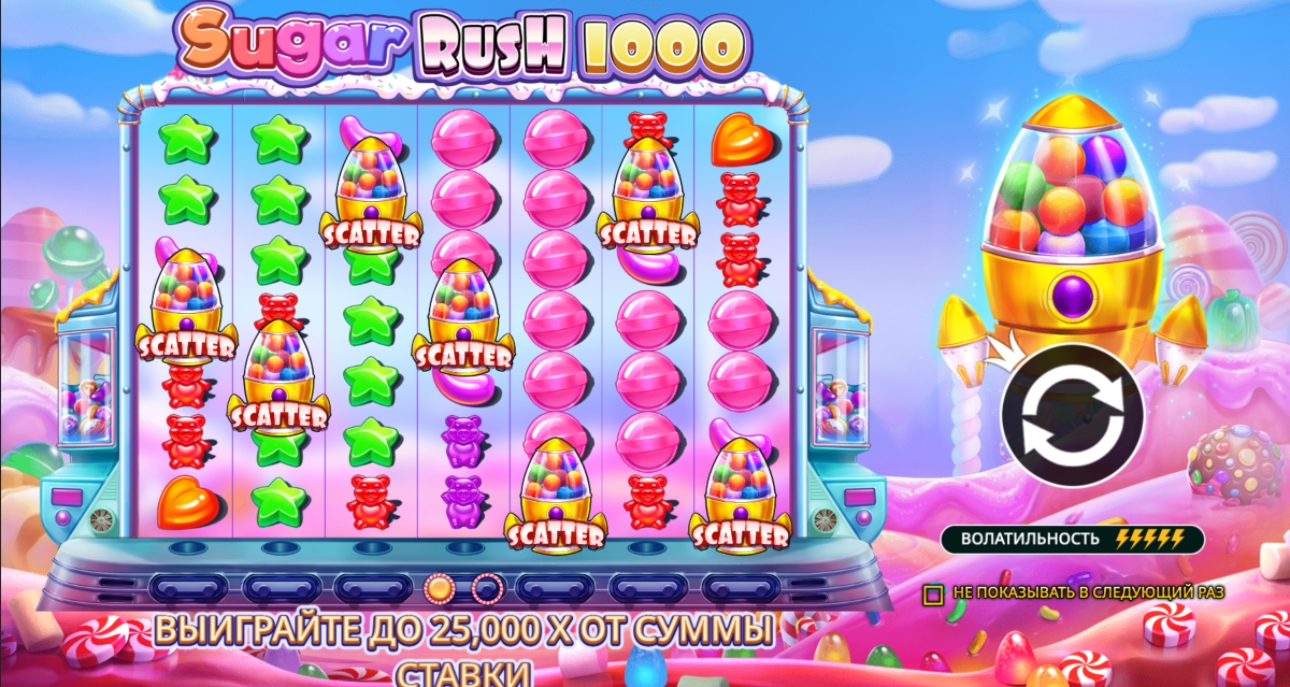 Sugar RUSH 1000
SCATTER
SCATTER
SCATTER
SCATTER
SCATTER
SCATTER
SCATTER
ВОЛАТИЛЬНОСТЬ
НЕ ПОКАЗЫВАТЬ В СЛЕДУЮЩИЙ РАЗ
ВЫИГРАЙТЕ ДО 25,000 X ОТ СУММЫ
СТАВКИ